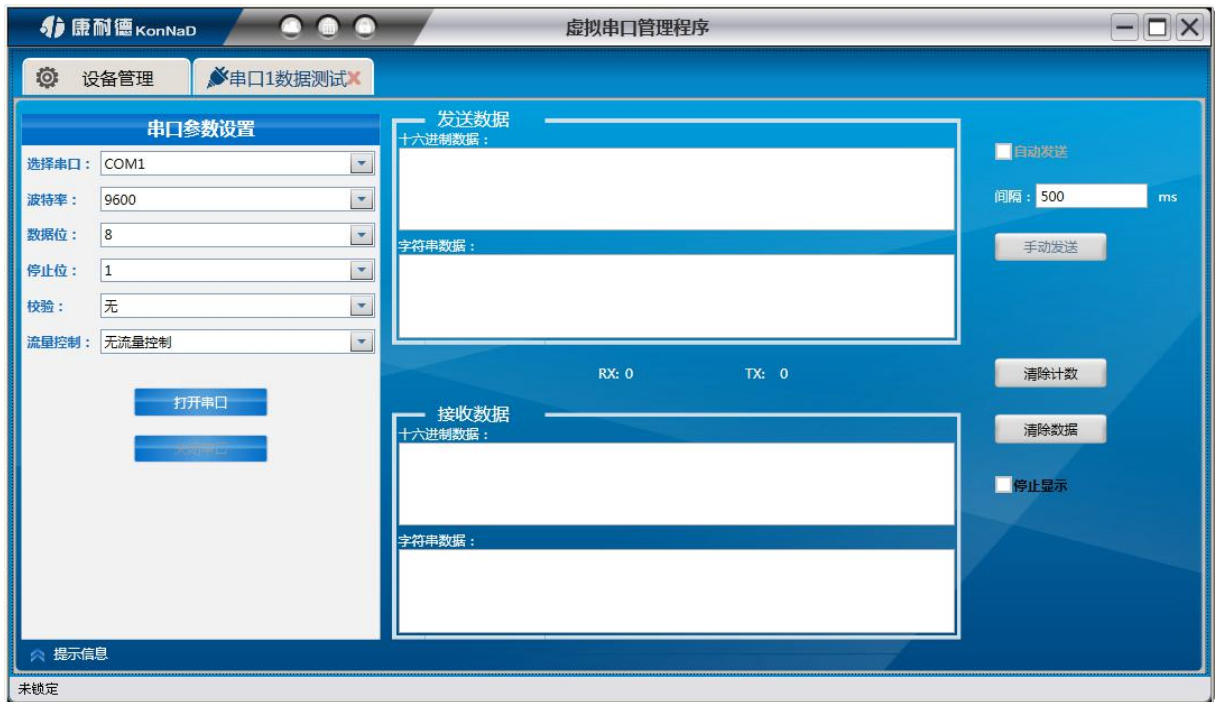 康耐德 KonNaD
虚拟串口管理程序
设备管理
串口1数据测试
串口参数设置
选择串口： COM1
波特率： 9600
数据位： 8
停止位： 1
校验： 无
流量控制： 无流量控制
打开串口
关闭串口
发送数据
十六进制数据：
字符串数据：
RX: 0 TX: 0
接收数据
十六进制数据：
字符串数据：
自动发送
间隔： 500 ms
手动发送
清除计数
清除数据
停止显示
提示信息
未锁定